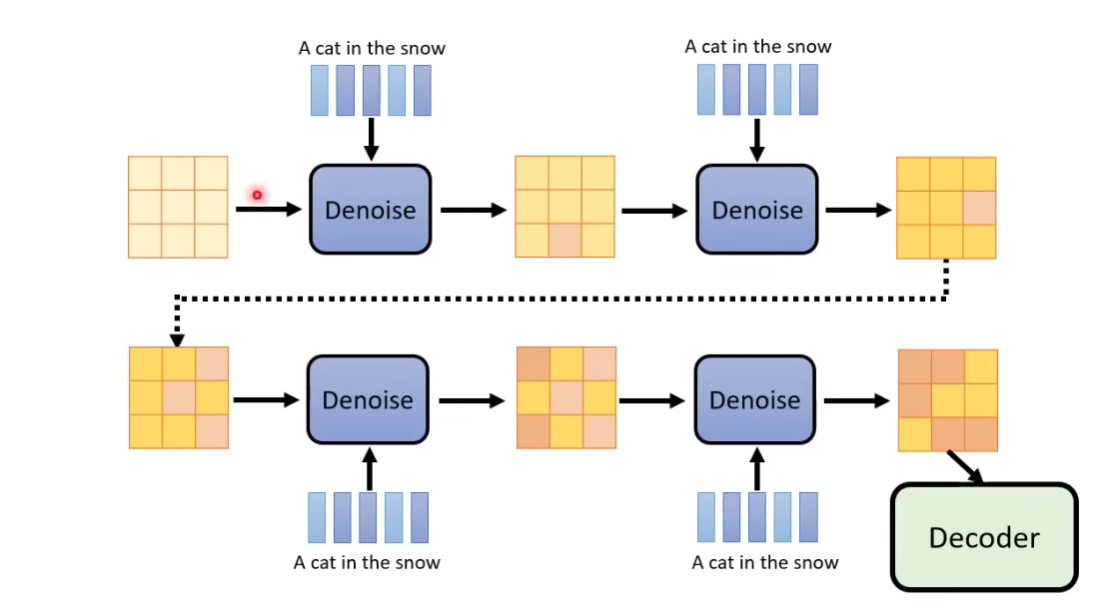 A cat in the snow
A cat in the snow
Denoise
Denoise
Denoise
Denoise
A cat in the snow
A cat in the snow
Decoder